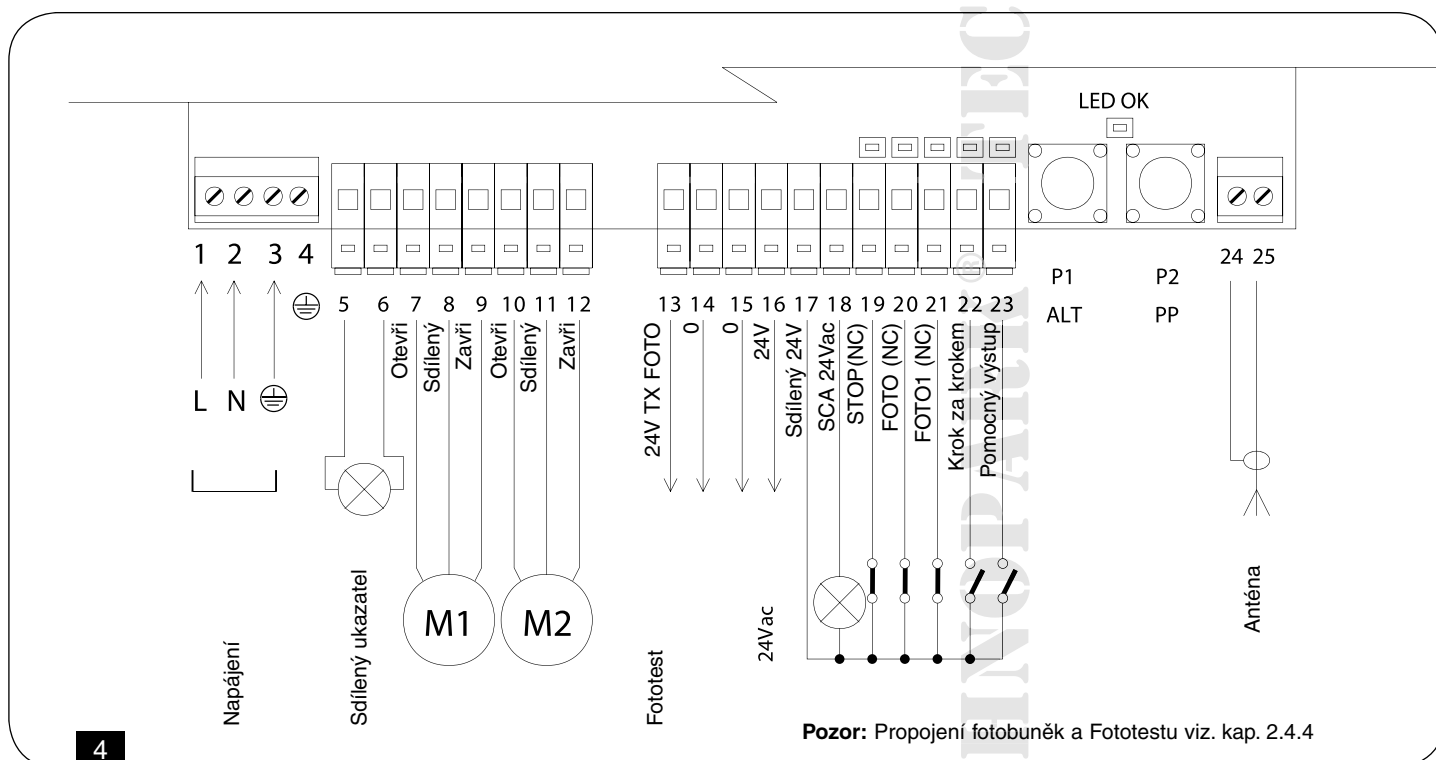 LED OK
1 2 3 4
L N
5 6 7 8 9 10 11 12
Otevři
Sdílený
Zavři
Otevři
Sdílený
Zavři
13 14 15 16 17 18 19 20 21 22 23
24V TX FOTO
0
0
24V
Sdílený 24V
SCA 24Vac
STOP(NC)
FOTO (NC)
FOTO1 (NC)
Krok za krokem
Pomocný výstup
P1
ALT
P2
PP
24 25
M1
M2
Napájení
Sdílený ukazatel
Fototest
24Vac
Anténa
Pozor: Propojení fotobuněk a Fototestu viz. kap. 2.4.4
4
HNOPARK® TEC